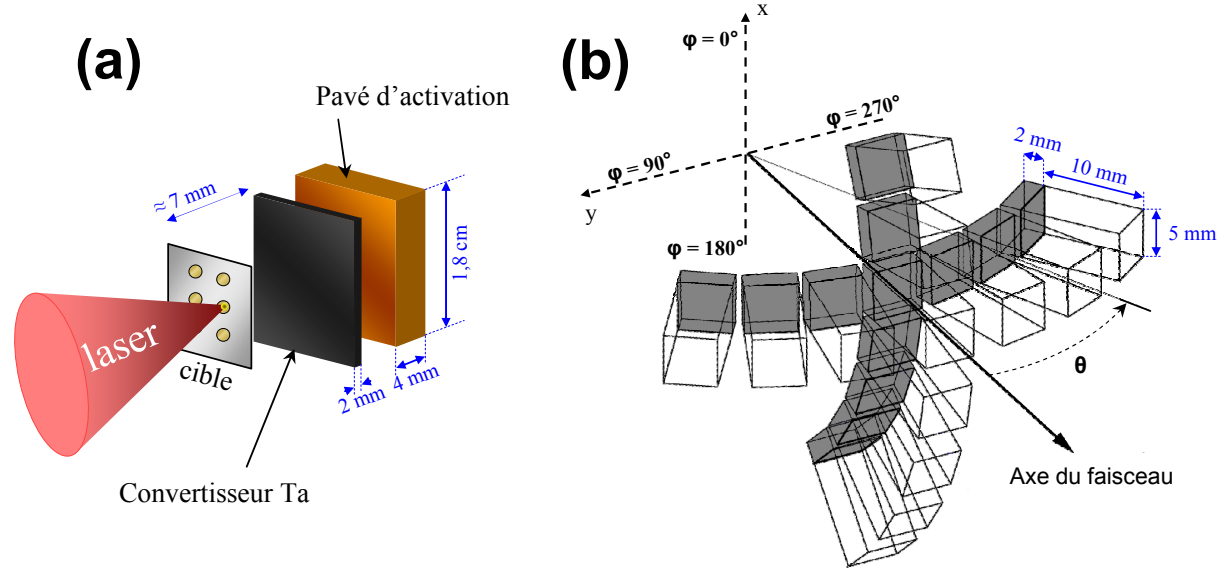 (a)
Pavé d’activation
≈ 7 mm
1,8 cm
laser
cible
2 mm
4 mm
Convertisseur Ta
(b)
x
φ = 0°
φ = 270°
φ = 90°
y
φ = 180°
2 mm
10 mm
5 mm
θ
Axe du faisceau